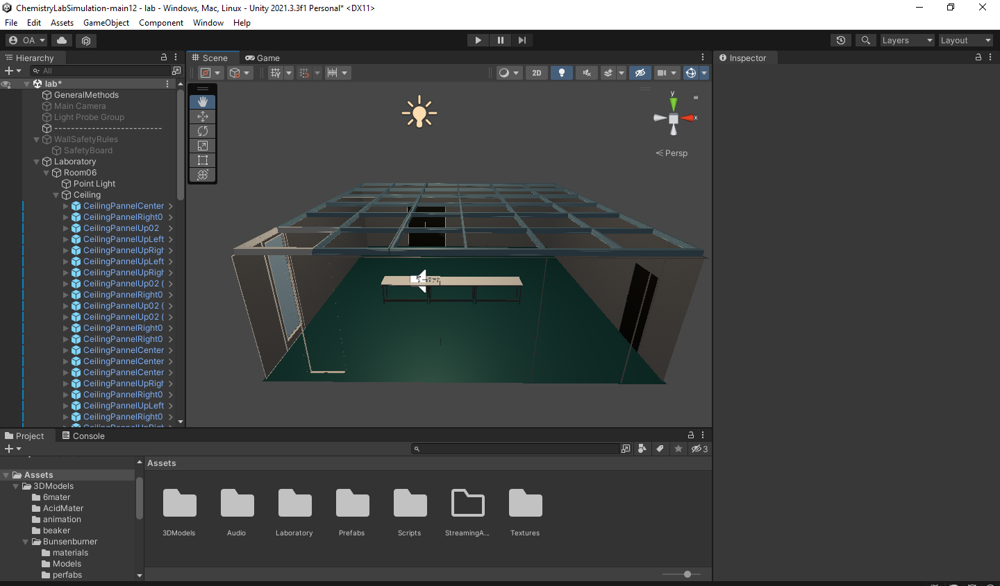 ChemistryLabSimulation-main12 - lab - Windows, Mac, Linux - Unity 2021.3.3f1 Personal* <DX11>
File Edit Assets GameObject Component Window Help
OA Layers Layout
Hierarchy
All
lab*
GeneralMethods
Main Camera
Light Probe Group
---------------------------
WallSafetyRules
SafetyBoard
Laboratory
Room06
Point Light
Ceiling
CeilingPannelCenter
CeilingPannelRight0
CeilingPannelUp02
CeilingPannelUpLeft
CeilingPannelUpRigh
CeilingPannelUpLeft
CeilingPannelUpRigh
CeilingPannelUp02 (
CeilingPannelRight0
CeilingPannelUp02 (
CeilingPannelUp02 (
CeilingPannelRight0
CeilingPannelRight0
CeilingPannelCenter
CeilingPannelCenter
CeilingPannelCenter
CeilingPannelUpRigh
CeilingPannelRight0
CeilingPannelUpLeft
CeilingPannelRight0
Scene Game
2D
y
x
Persp
Inspector
Project Console
3
Assets
3DModels
6mater
AcidMater
animation
beaker
Bunsenburner
materials
Models
perfabs
Assets
3DModels Audio Laboratory Prefabs Scripts StreamingA... Textures